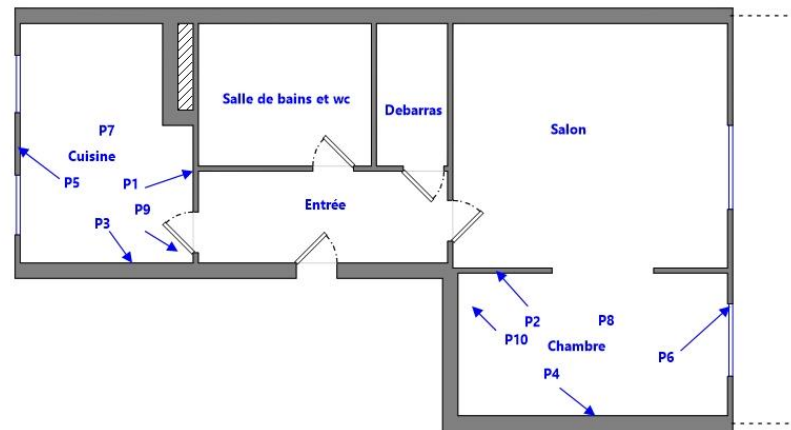 Salle de bains et wc
Debarras
Salon
P7
Cuisine
P5
P1
P9
P3
Entrée
P2
P8
P10
Chambre
P6
P4